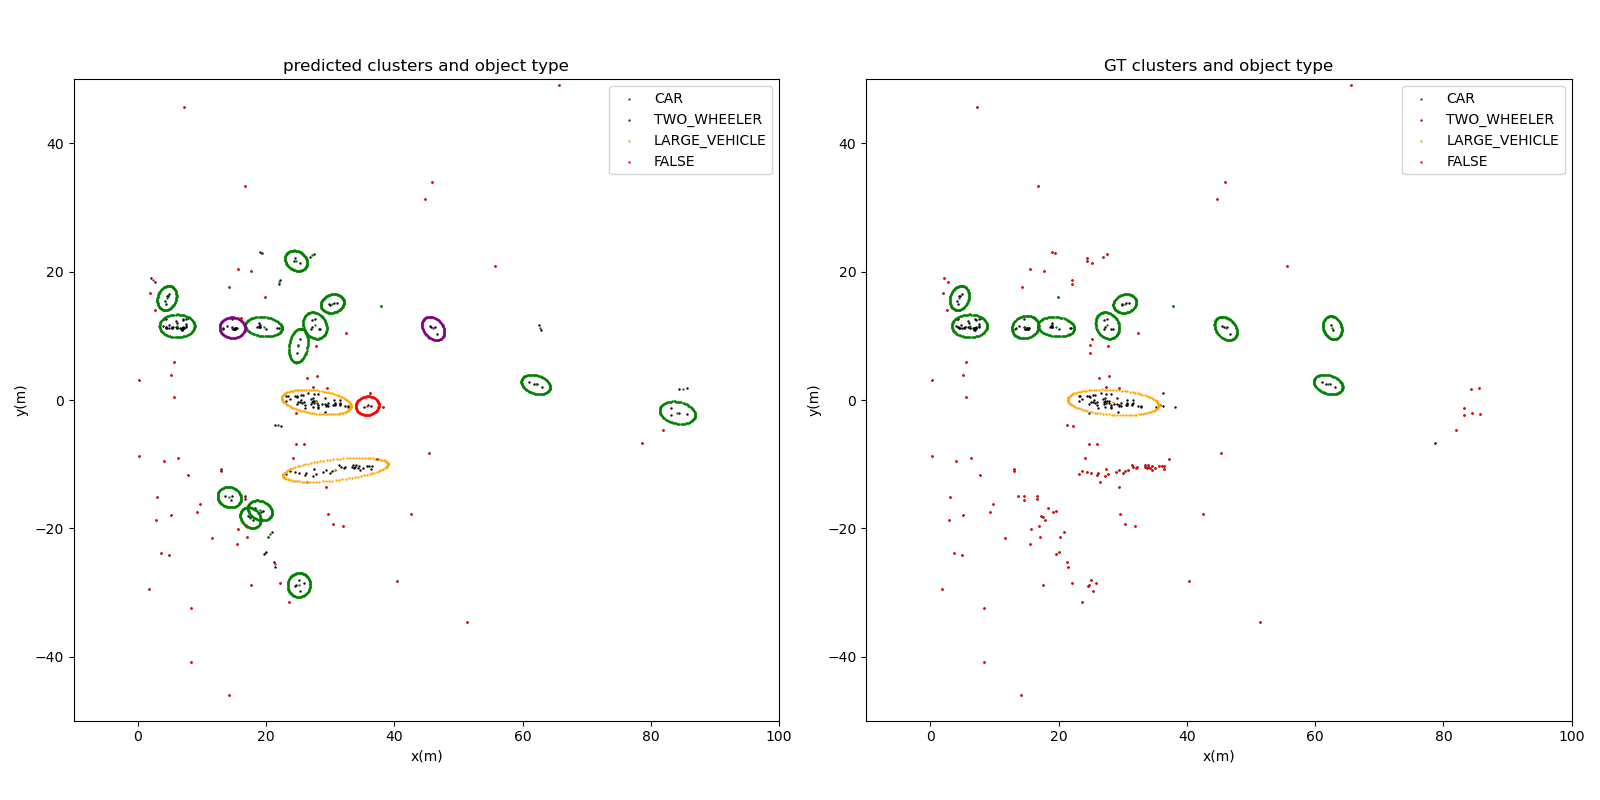 predicted clusters and object type
CAR
TWO_WHEELER
LARGE_VEHICLE
FALSE
40
20
0
−20
−40
y(m)
0
20
40
60
80
100
x(m)
GT clusters and object type
CAR
TWO_WHEELER
LARGE_VEHICLE
FALSE
40
20
0
−20
−40
y(m)
0
20
40
60
80
100
x(m)